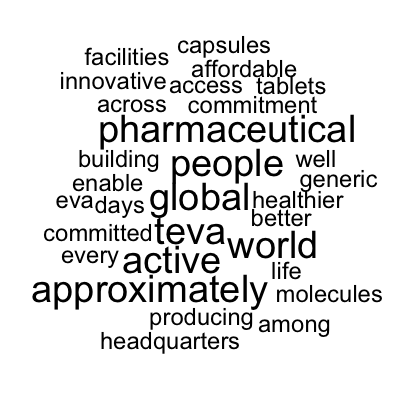 capsules
facilities
affordable
innovative access tablets
across commitment
pharmaceutical
building people well
enable generic
eva days global healthier
better
committed teva world
every active
life
approximately molecules
producing among
headquarters